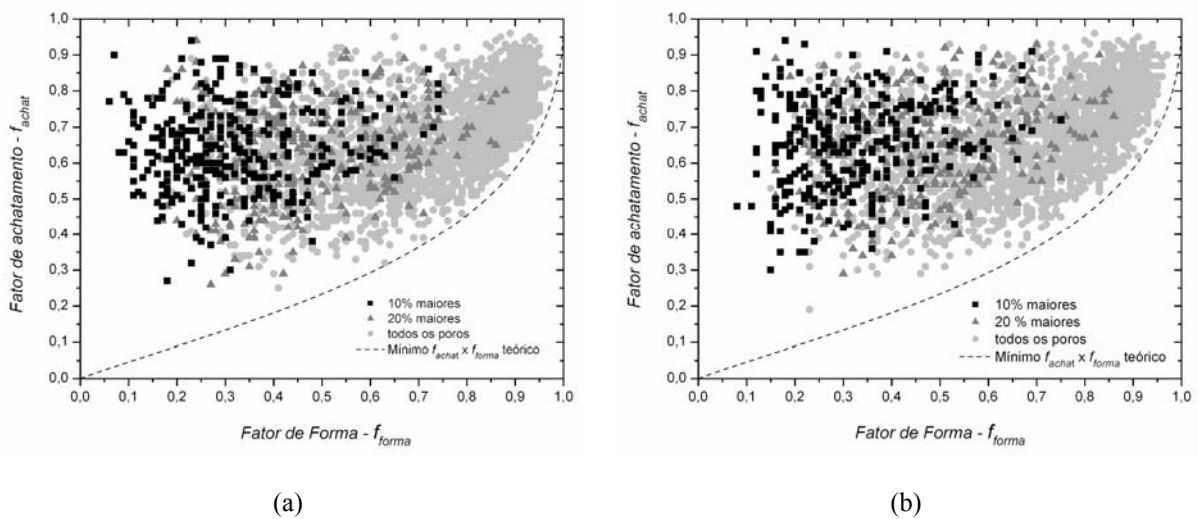 1,0
0,9
0,8
0,7
0,6
0,5
0,4
0,3
0,2
0,1
0,0
Fator de achatamento - f_achat
10% maiores
20% maiores
todos os poros
Mínimo f_achat x f_forma teórico
0,0 0,1 0,2 0,3 0,4 0,5 0,6 0,7 0,8 0,9 1,0
Fator de Forma - f_forma
(a)
1,0
0,9
0,8
0,7
0,6
0,5
0,4
0,3
0,2
0,1
0,0
Fator de achatamento - f_achat
10% maiores
20 % maiores
todos os poros
Mínimo f_achat x f_forma teórico
0,0 0,1 0,2 0,3 0,4 0,5 0,6 0,7 0,8 0,9 1,0
Fator de Forma - f_forma
(b)